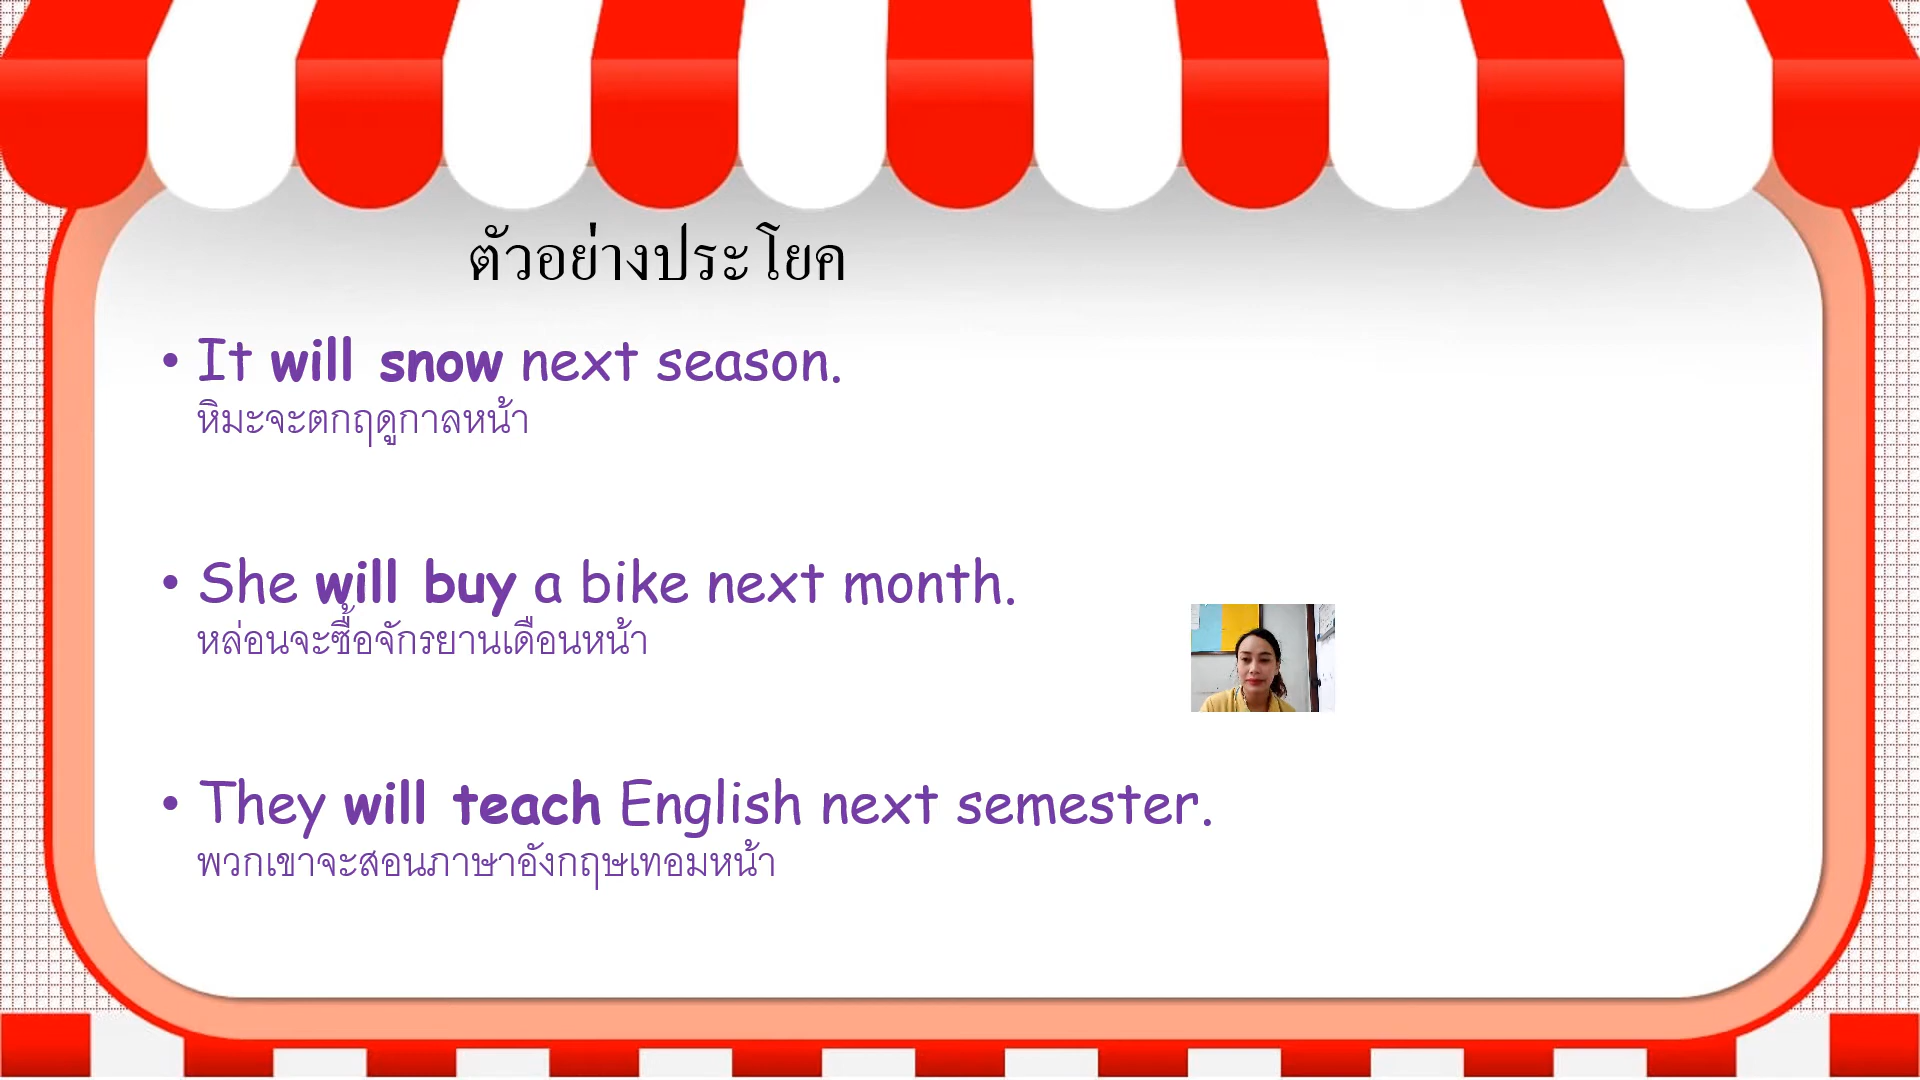 ตัวอย่างประโยค
• It will snow next season.
หิมะจะตกฤดูกาลหน้า
• She will buy a bike next month.
หล่อนจะซื้อจักรยานเดือนหน้า
• They will teach English next semester.
พวกเขาจะสอนภาษาอังกฤษเทอมหน้า